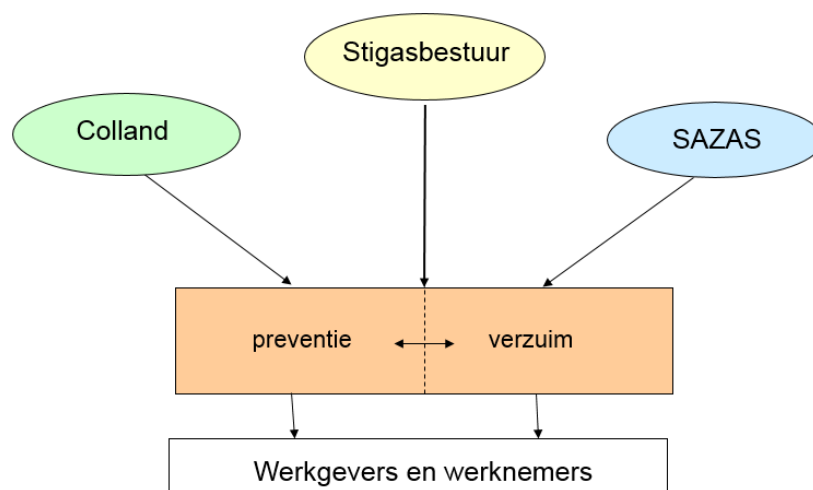 Stigasbestuur
Colland
SAZAS
preventie
verzuim
Werkgevers en werknemers